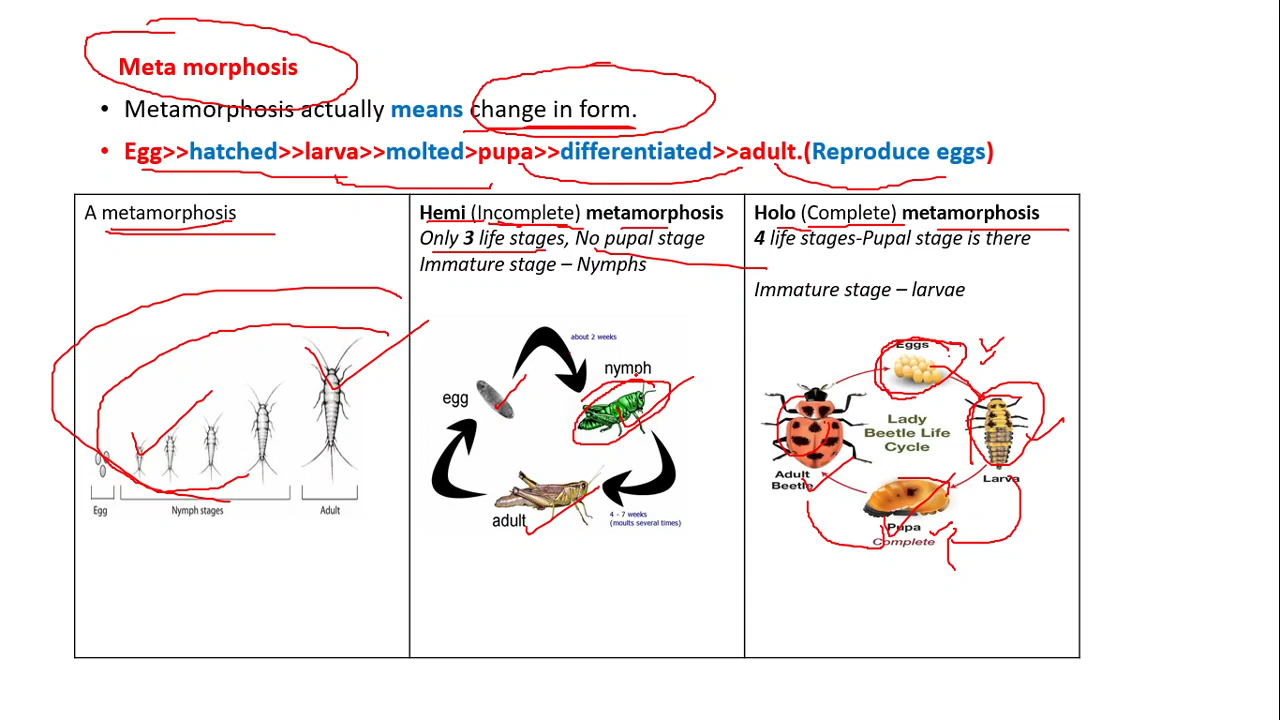 Meta morphosis
• Metamorphosis actually means change in form.
• Egg>>hatched>>larva>>molted>pupa>>differentiated>>adult.(Reproduce eggs)
A metamorphosis
Egg
Nymph stages
Adult
Hemi (Incomplete) metamorphosis
Only 3 life stages, No pupal stage
Immature stage – Nymphs
about 2 weeks
nymph
egg
adult
4 - 7 weeks
(moults several times)
Holo (Complete) metamorphosis
4 life stages-Pupal stage is there
Immature stage – larvae
Eggs
Lady
Beetle Life
Cycle
Adult
Beetle
Larva
Pupa
Complete